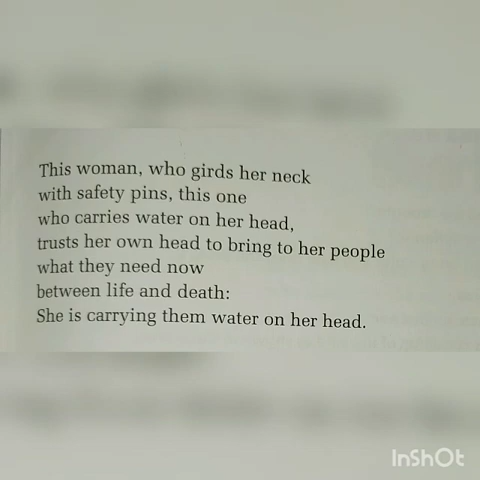 This woman, who girds her neck
with safety pins, this one
who carries water on her head,
trusts her own head to bring to her people
what they need now
between life and death:
She is carrying them water on her head.
InShOt